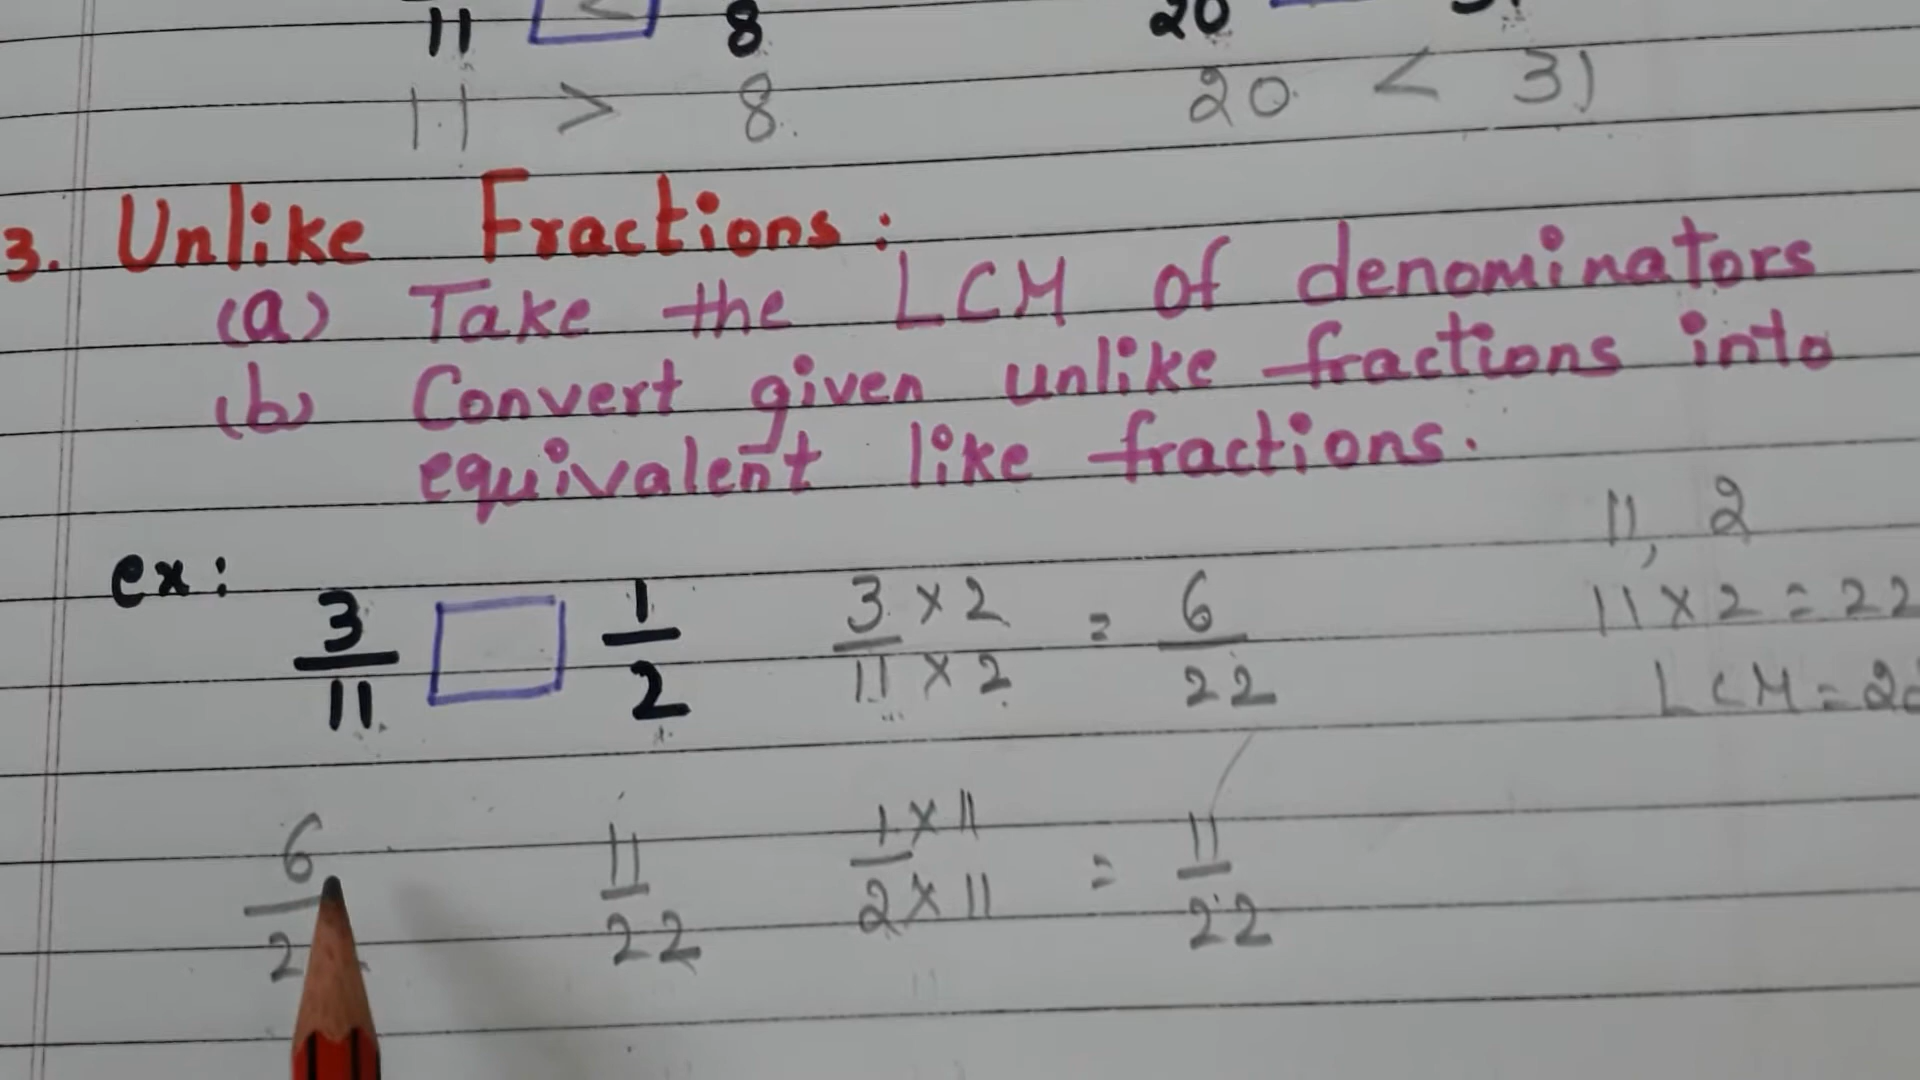 11 < 8 20
11 > 8 20 < 31
3. Unlike Fractions:
(a) Take the LCM of denominators
(b) Convert given unlike fractions into
equivalent like fractions.
11, 2
ex: 3/11 □ 1/2 3×2/11×2 = 6/22
11×2=22
LCM=22
6/2 11/22 1×11/2×11 = 11/22